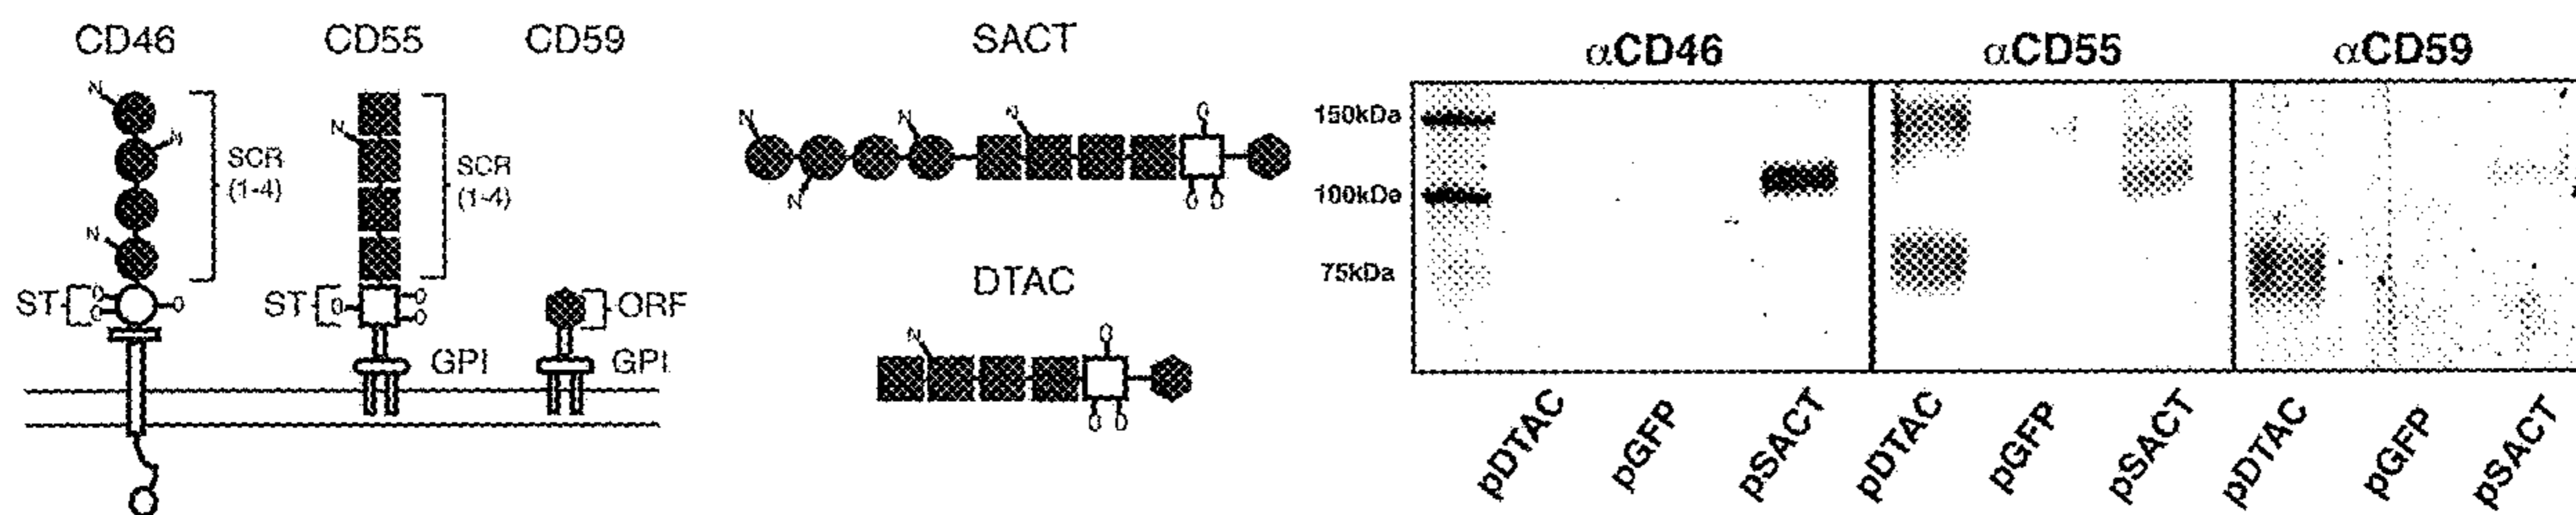 CD46
CD55
CD59
N
N
SCR
(1-4)
N
ST
O
O
O
N
SCR
(1-4)
ST
O
O
O
GPI
ORF
GPI
SACT
N
N
N
N
O
O O
DTAC
N
O
O O
αCD46
αCD55
αCD59
150kDa
100kDa
75kDa
pDTAC
pGFP
pSACT
pDTAC
pGFP
pSACT
pDTAC
pGFP
pSACT